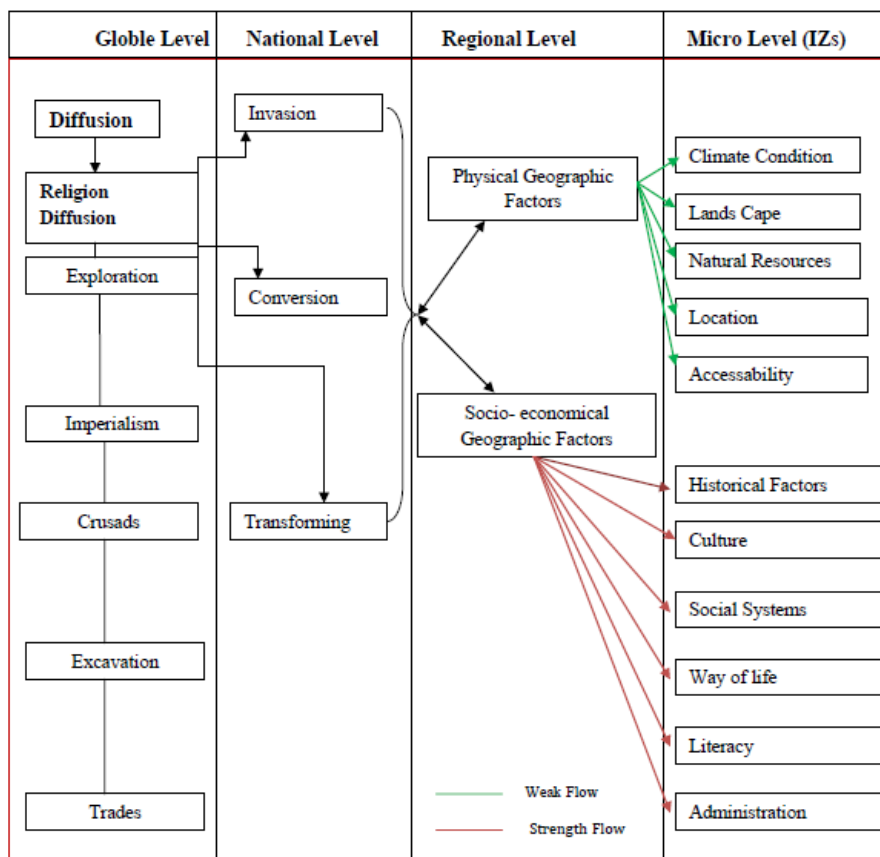 Globle Level
National Level
Regional Level
Micro Level (IZs)
Diffusion
Religion
Diffusion
Exploration
Imperialism
Crusads
Excavation
Trades
Invasion
Conversion
Transforming
Physical Geographic
Factors
Socio- economical
Geographic Factors
Weak Flow
Strength Flow
Climate Condition
Lands Cape
Natural Resources
Location
Accessability
Historical Factors
Culture
Social Systems
Way of life
Literacy
Administration